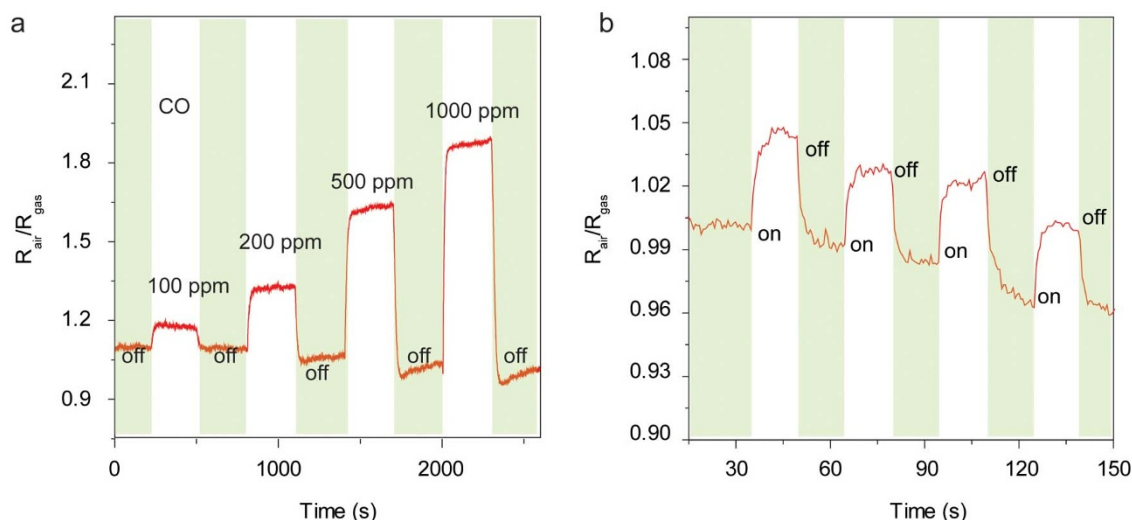 a
2.1
1.8
1.5
1.2
0.9
R_air/R_gas
CO
100 ppm
200 ppm
500 ppm
1000 ppm
off
off
off
off
off
0
1000
2000
Time (s)
b
1.08
1.05
1.02
0.99
0.96
0.93
0.90
R_air/R_gas
on
off
on
off
on
off
on
off
30
60
90
120
150
Time (s)